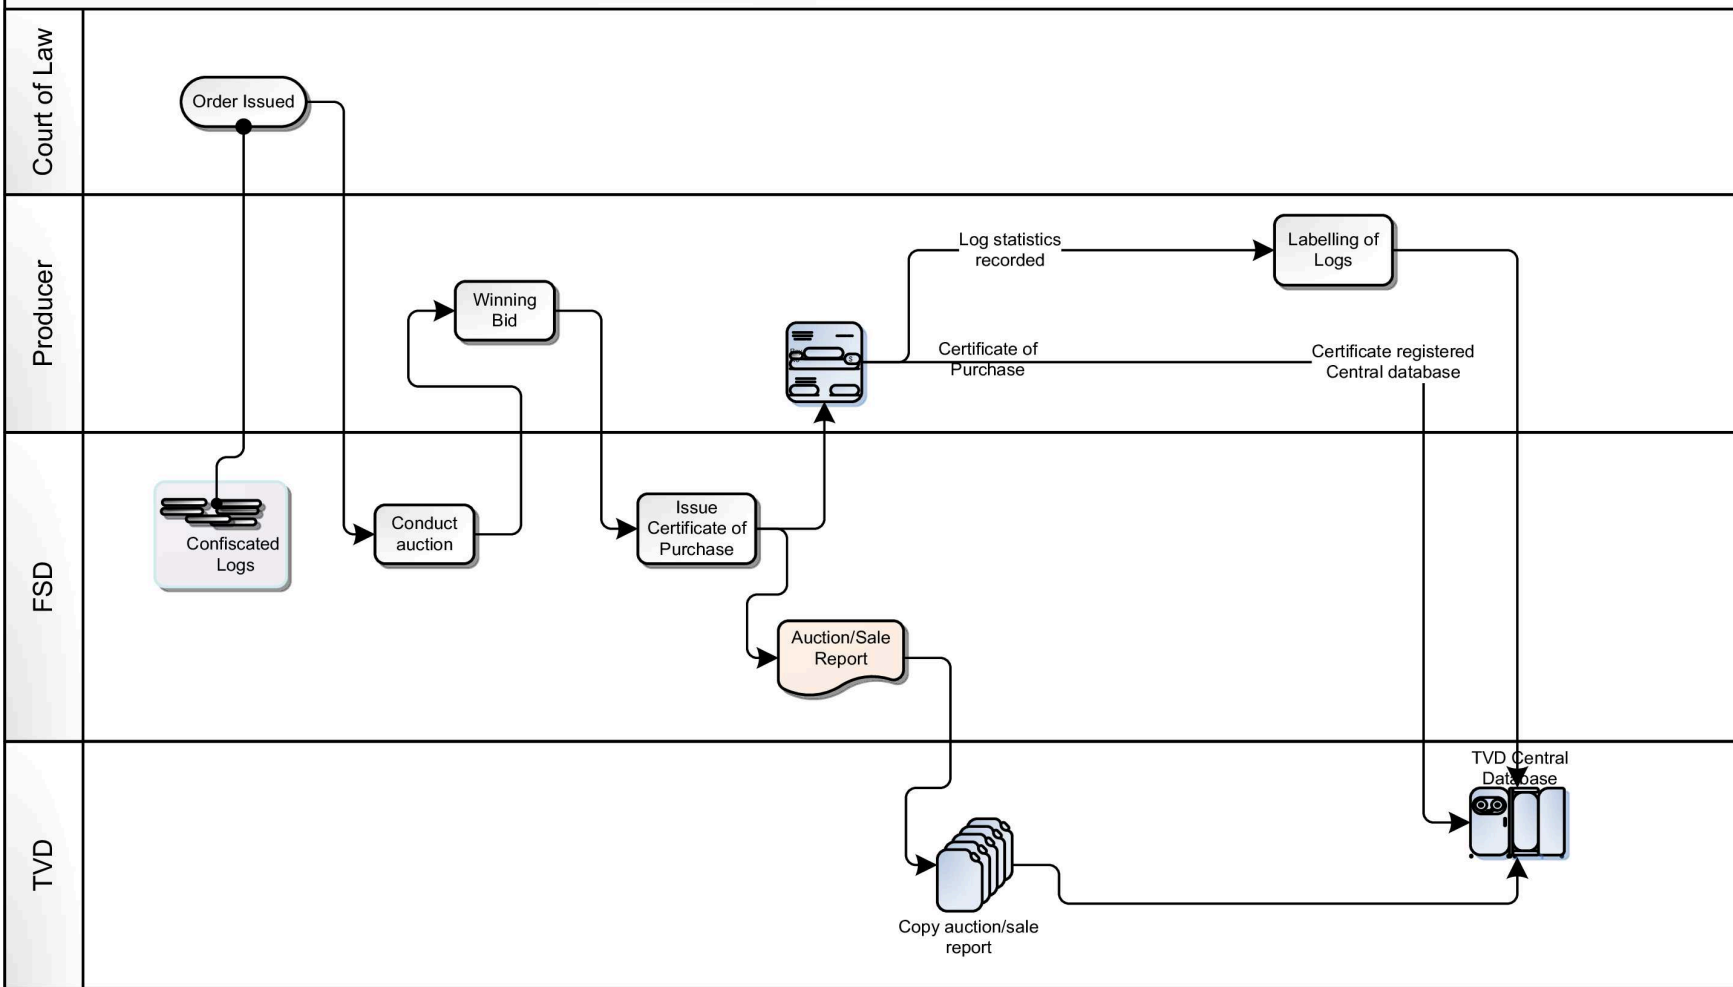 Court of Law
Order Issued
Producer
Winning
Bid
Log statistics
recorded
Labelling of
Logs
Certificate of
Purchase
Certificate registered
Central database
FSD
Confiscated
Logs
Conduct
auction
Issue
Certificate of
Purchase
Auction/Sale
Report
TVD
TVD Central
Database
Copy auction/sale
report